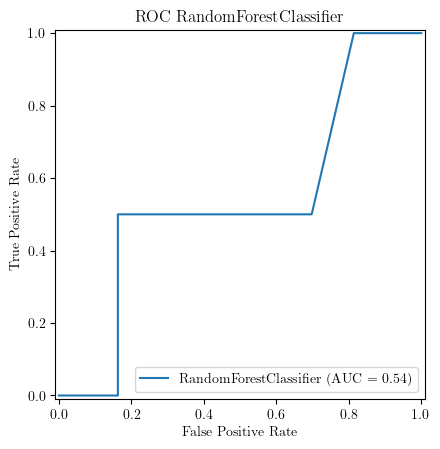 ROC RandomForestClassifier
1.0
0.8
0.6
0.4
0.2
0.0
True Positive Rate
RandomForestClassifier (AUC = 0.54)
0.0 0.2 0.4 0.6 0.8 1.0
False Positive Rate